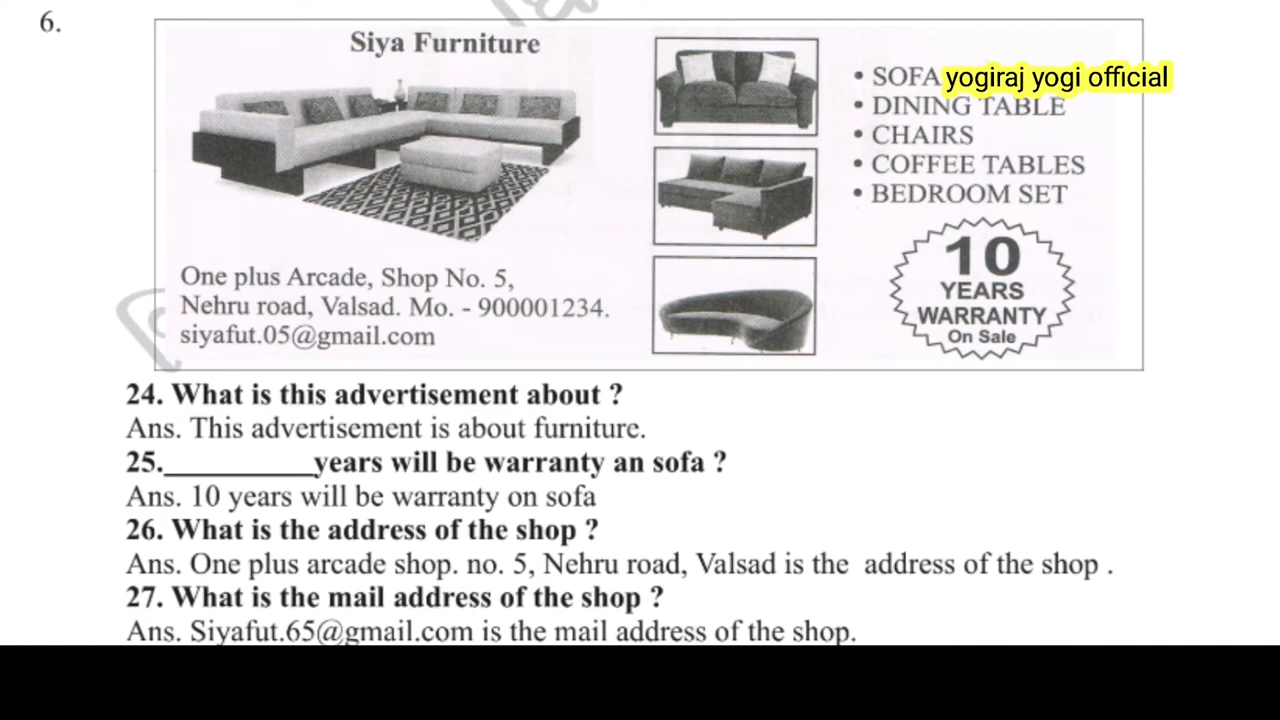 6.
Siya Furniture
• SOFA
yogiraj yogi official
• DINING TABLE
• CHAIRS
• COFFEE TABLES
• BEDROOM SET
10
YEARS
WARRANTY
On Sale
One plus Arcade, Shop No. 5,
Nehru road, Valsad. Mo. - 900001234.
siyafut.05@gmail.com
24. What is this advertisement about ?
Ans. This advertisement is about furniture.
25.__________years will be warranty an sofa ?
Ans. 10 years will be warranty on sofa
26. What is the address of the shop ?
Ans. One plus arcade shop. no. 5, Nehru road, Valsad is the address of the shop .
27. What is the mail address of the shop ?
Ans. Siyafut.65@gmail.com is the mail address of the shop.